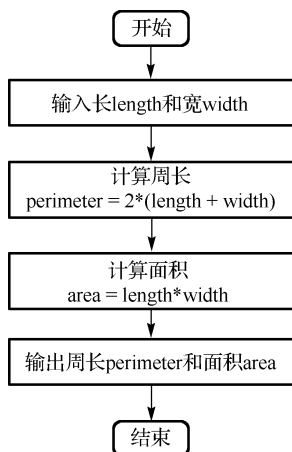 开始
输入长length和宽width
计算周长
perimeter = 2*(length + width)
计算面积
area = length*width
输出周长perimeter和面积area
结束